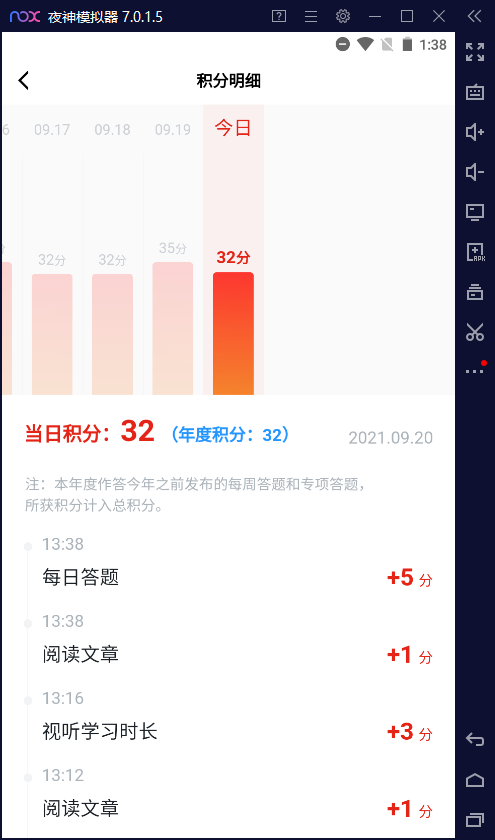 nox 夜神模拟器 7.0.1.5
1:38
积分明细
6 09.17 09.18 09.19 今日
分 32分 32分 35分 32分
当日积分：32（年度积分：32） 2021.09.20
注：本年度作答今年之前发布的每周答题和专项答题，
所获积分计入总积分。
13:38
每日答题 +5 分
13:38
阅读文章 +1 分
13:16
视听学习时长 +3 分
13:12
阅读文章 +1 分
APK